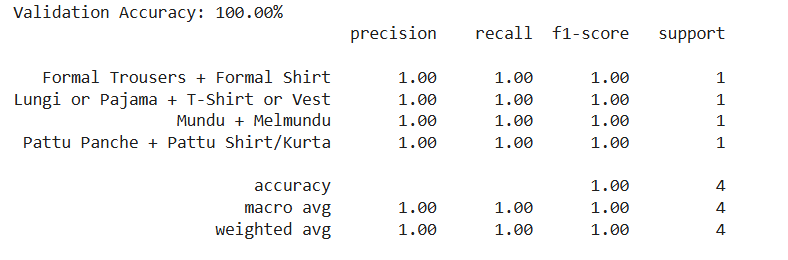 Validation Accuracy: 100.00%
precision recall f1-score support
Formal Trousers + Formal Shirt 1.00 1.00 1.00 1
Lungi or Pajama + T-Shirt or Vest 1.00 1.00 1.00 1
Mundu + Melmundu 1.00 1.00 1.00 1
Pattu Panche + Pattu Shirt/Kurta 1.00 1.00 1.00 1
accuracy 1.00 4
macro avg 1.00 1.00 1.00 4
weighted avg 1.00 1.00 1.00 4